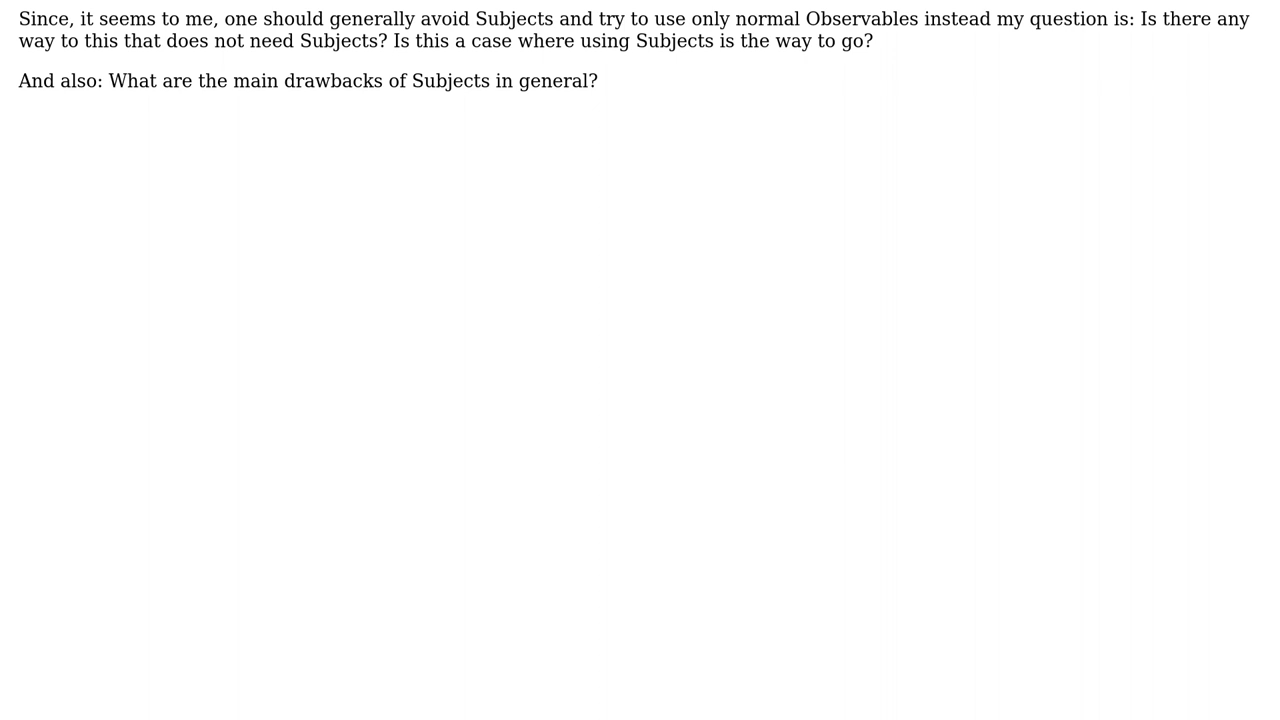 Since, it seems to me, one should generally avoid Subjects and try to use only normal Observables instead my question is: Is there any
way to this that does not need Subjects? Is this a case where using Subjects is the way to go?
And also: What are the main drawbacks of Subjects in general?